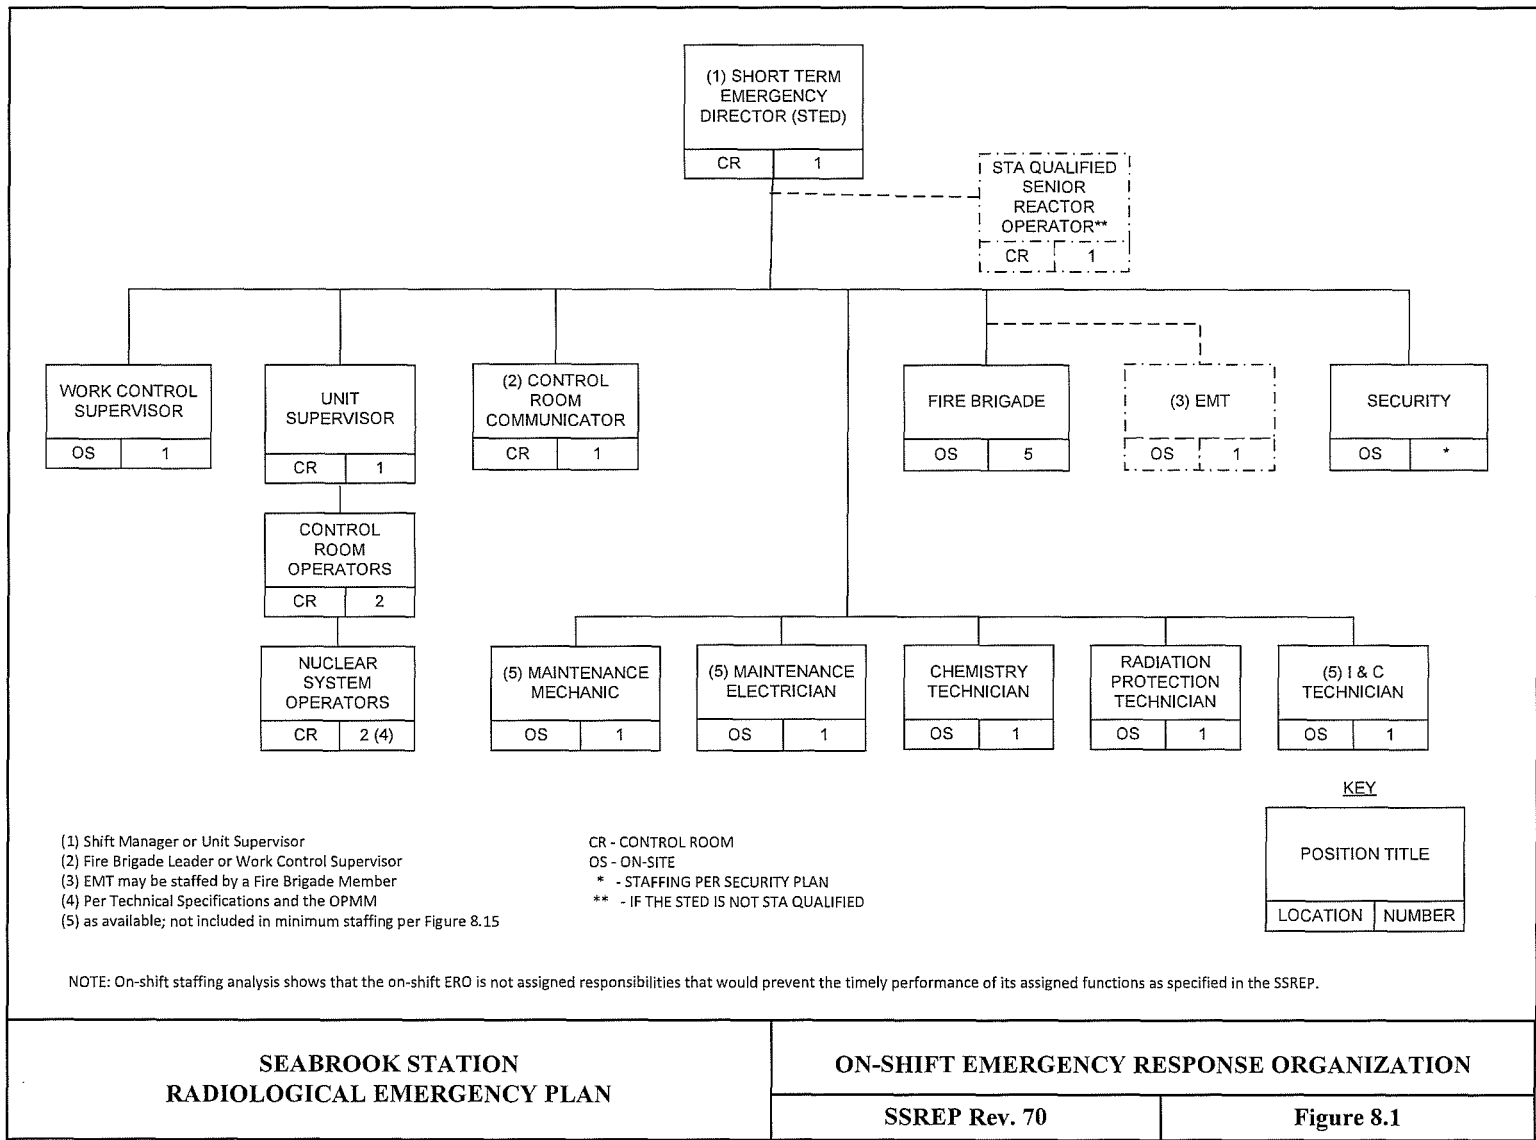 (1) SHORT TERM
EMERGENCY
DIRECTOR (STED)
CR 1
STA QUALIFIED
SENIOR
REACTOR
OPERATOR**
CR 1
WORK CONTROL
SUPERVISOR
OS 1
UNIT
SUPERVISOR
CR 1
(2) CONTROL
ROOM
COMMUNICATOR
CR 1
FIRE BRIGADE
OS 5
(3) EMT
OS 1
SECURITY
OS *
CONTROL
ROOM
OPERATORS
CR 2
NUCLEAR
SYSTEM
OPERATORS
CR 2 (4)
(5) MAINTENANCE
MECHANIC
OS 1
(5) MAINTENANCE
ELECTRICIAN
OS 1
CHEMISTRY
TECHNICIAN
OS 1
RADIATION
PROTECTION
TECHNICIAN
OS 1
(5) I & C
TECHNICIAN
OS 1
KEY
POSITION TITLE
LOCATION NUMBER
(1) Shift Manager or Unit Supervisor
(2) Fire Brigade Leader or Work Control Supervisor
(3) EMT may be staffed by a Fire Brigade Member
(4) Per Technical Specifications and the OPMM
(5) as available; not included in minimum staffing per Figure 8.15
CR - CONTROL ROOM
OS - ON-SITE
* - STAFFING PER SECURITY PLAN
** - IF THE STED IS NOT STA QUALIFIED
NOTE: On-shift staffing analysis shows that the on-shift ERO is not assigned responsibilities that would prevent the timely performance of its assigned functions as specified in the SSREP.
SEABROOK STATION
RADIOLOGICAL EMERGENCY PLAN
ON-SHIFT EMERGENCY RESPONSE ORGANIZATION
SSREP Rev. 70
Figure 8.1